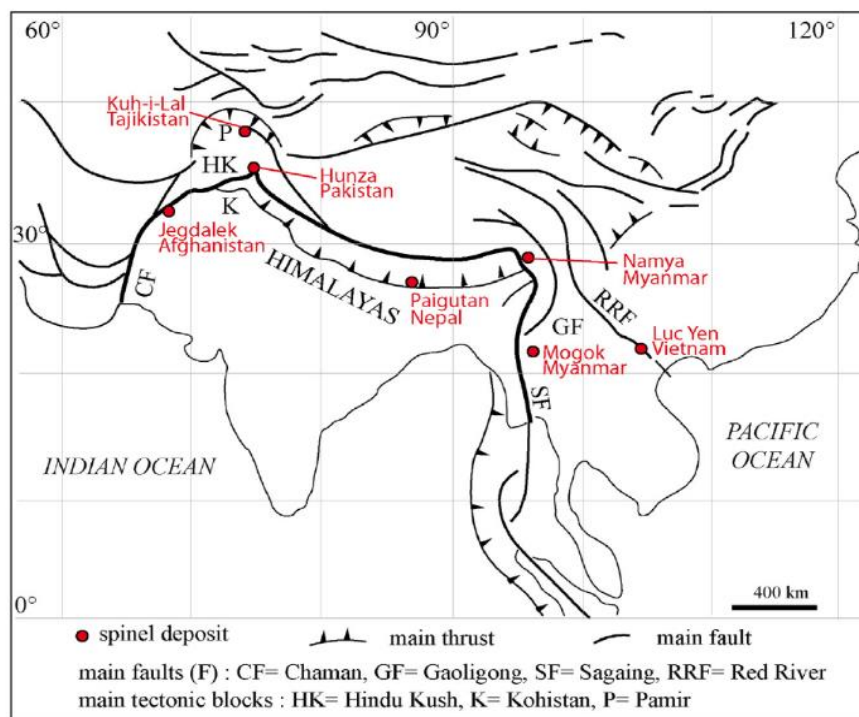 60°
90°
120°
Kuh-i-Lal
Tajikistan
P
HK
Hunza
Pakistan
K
Jegdalek
Afghanistan
30°
CF
HIMALAYAS
Paigutan
Nepal
Namya
Myanmar
RRF
GF
Luc Yen
Vietnam
Mogok
Myanmar
SF
INDIAN OCEAN
PACIFIC
OCEAN
0°
400 km
spinel deposit
main thrust
main fault
main faults (F) : CF= Chaman, GF= Gaoligong, SF= Sagaing, RRF= Red River
main tectonic blocks : HK= Hindu Kush, K= Kohistan, P= Pamir